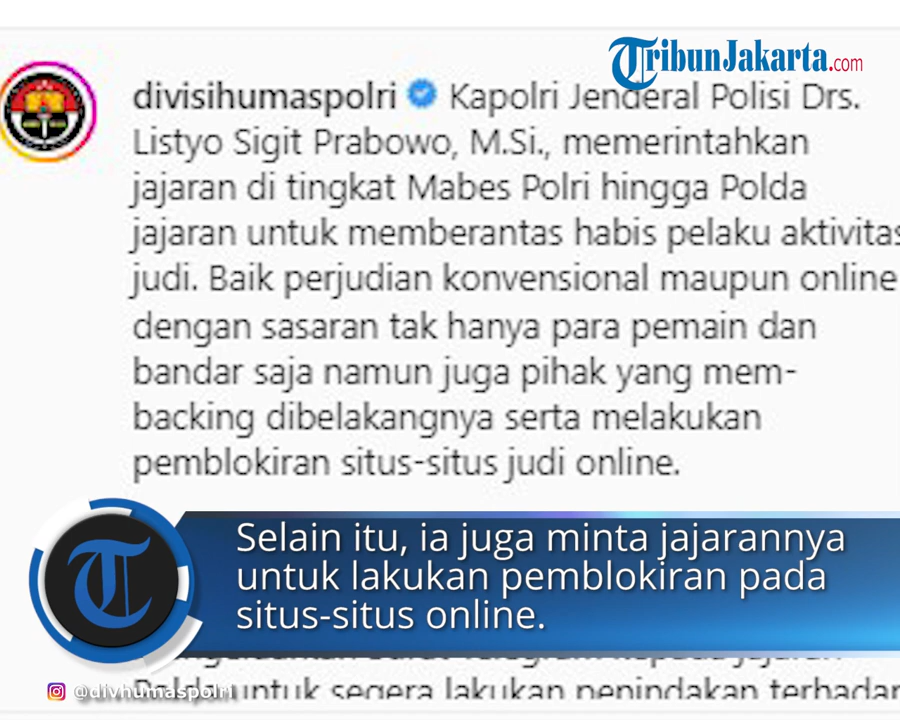 TribunJakarta.com
divisihumaspolri Kapolri Jenderal Polisi Drs.
Listyo Sigit Prabowo, M.Si., memerintahkan
jajaran di tingkat Mabes Polri hingga Polda
jajaran untuk memberantas habis pelaku aktivitas
judi. Baik perjudian konvensional maupun online
dengan sasaran tak hanya para pemain dan
bandar saja namun juga pihak yang mem-
backing dibelakangnya serta melakukan
pemblokiran situs-situs judi online.
Selain itu, ia juga minta jajarannya
untuk lakukan pemblokiran pada
situs-situs online.
kepada jajaran
@divhumaspolri
Polda untuk segera lakukan penindakan terhadap